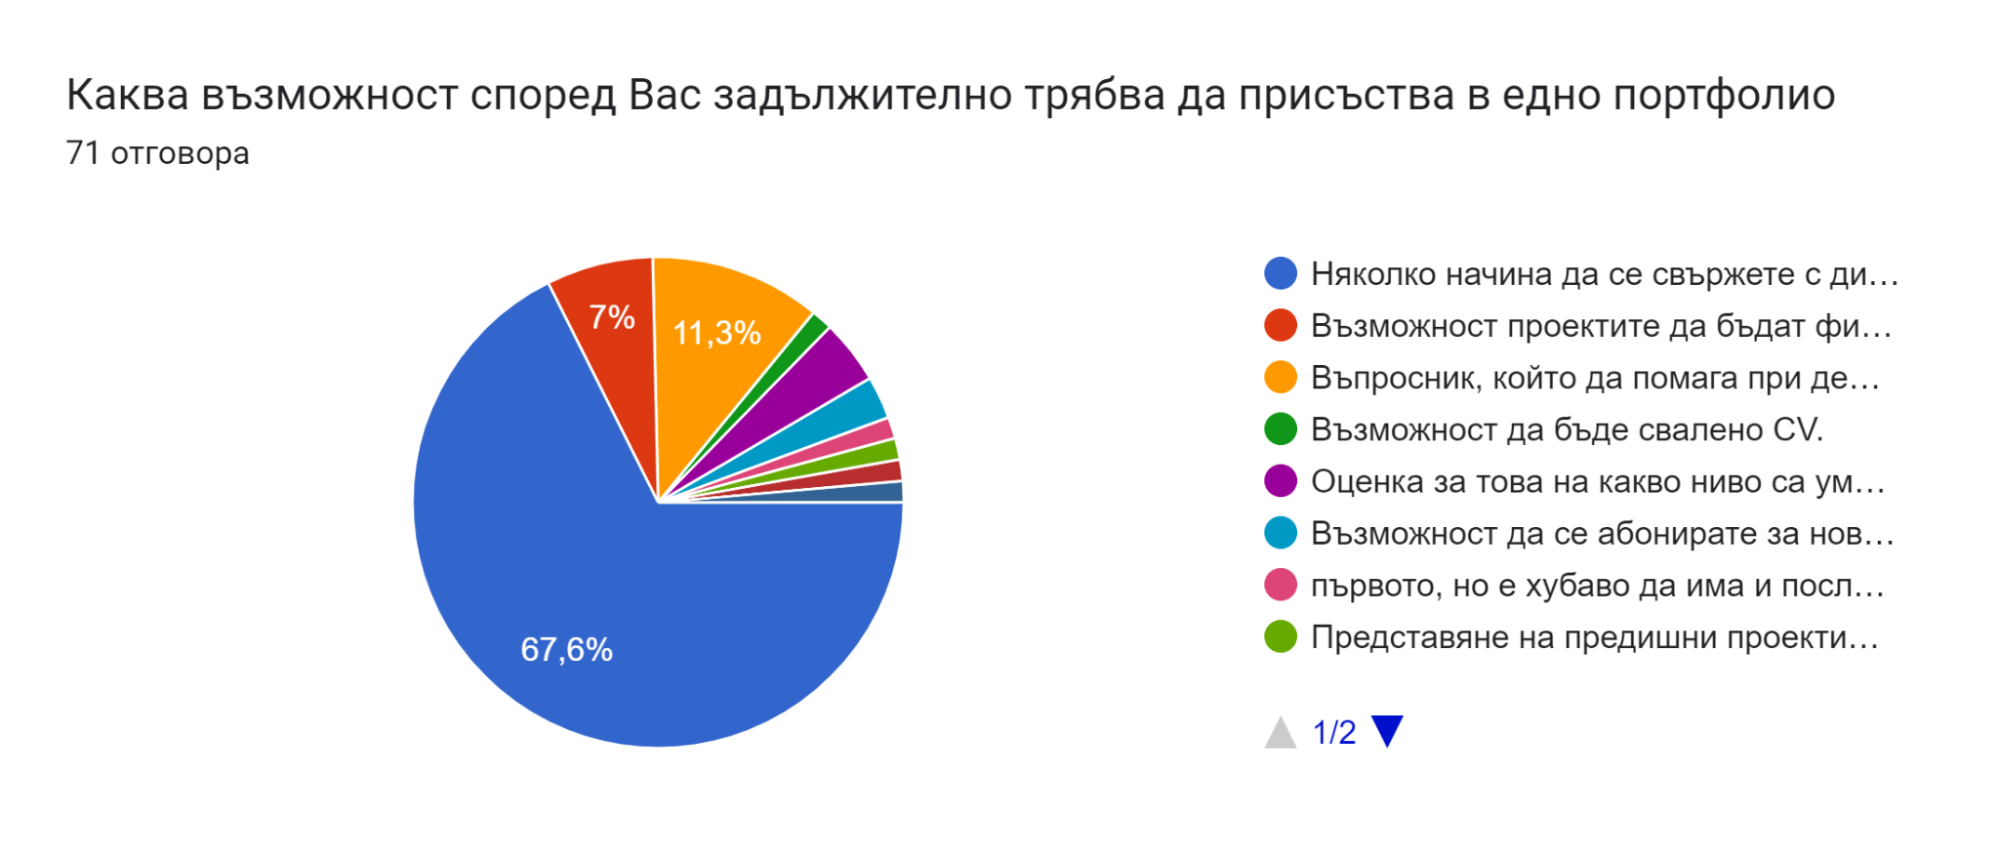 Каква възможност според Вас задължително трябва да присъства в едно портфолио
71 отговора
7%
11,3%
67,6%
Няколко начина да се свържете с ди…
Възможност проектите да бъдат фи…
Въпросник, който да помага при де…
Възможност да бъде свалено CV.
Оценка за това на какво ниво са ум…
Възможност да се абонирате за нов…
първото, но е хубаво да има и посл…
Представяне на предишни проекти…
1/2